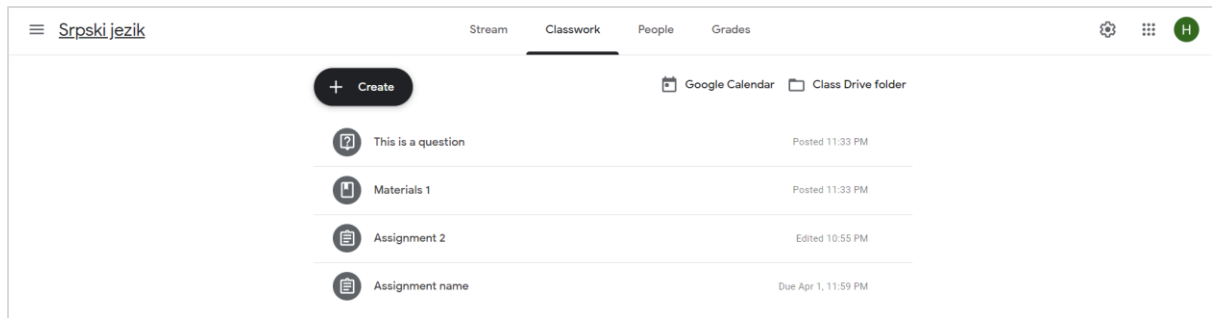 Srpski jezik Stream Classwork People Grades H
+ Create Google Calendar Class Drive folder
This is a question Posted 11:33 PM
Materials 1 Posted 11:33 PM
Assignment 2 Edited 10:55 PM
Assignment name Due Apr 1, 11:59 PM